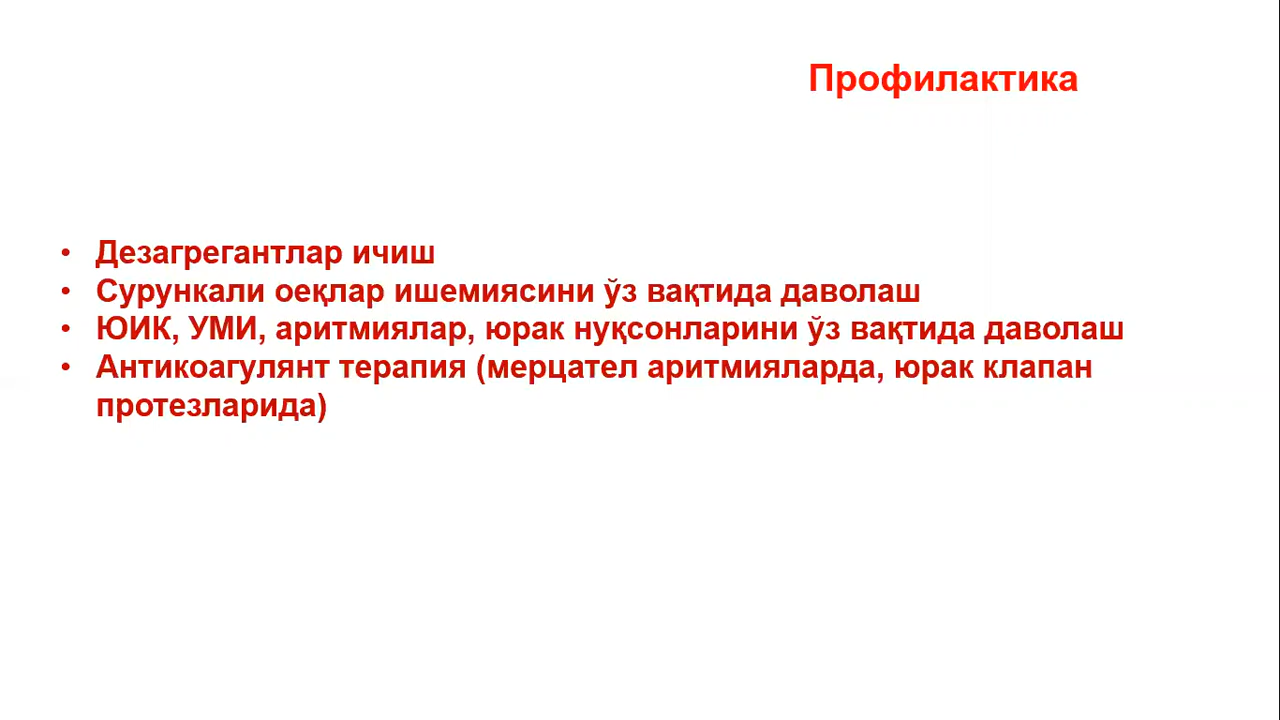 Профилактика
• Дезагрегантлар ичиш
• Сурункали оеқлар ишемиясини ўз вақтида даволаш
• ЮИК, УМИ, аритмиялар, юрак нуқсонларини ўз вақтида даволаш
• Антикоагулянт терапия (мерцател аритмияларда, юрак клапан
протезларида)